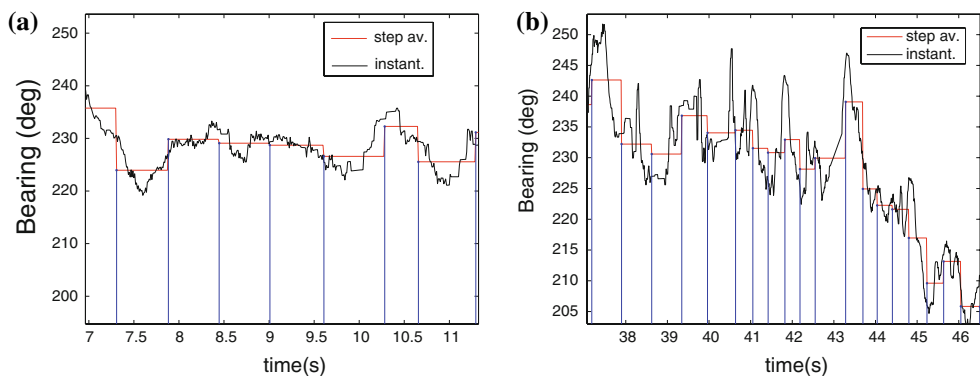 (a)
250
240
230
220
230
200
Bearing (deg)
step av.
instant.
7 7.5 8 8.5 9 9.5 10 10.5 11
time(s)
(b)
250
245
240
235
230
225
220
215
210
205
Bearing (deg)
step av.
instant.
38 39 40 41 42 43 44 45 46
time(s)